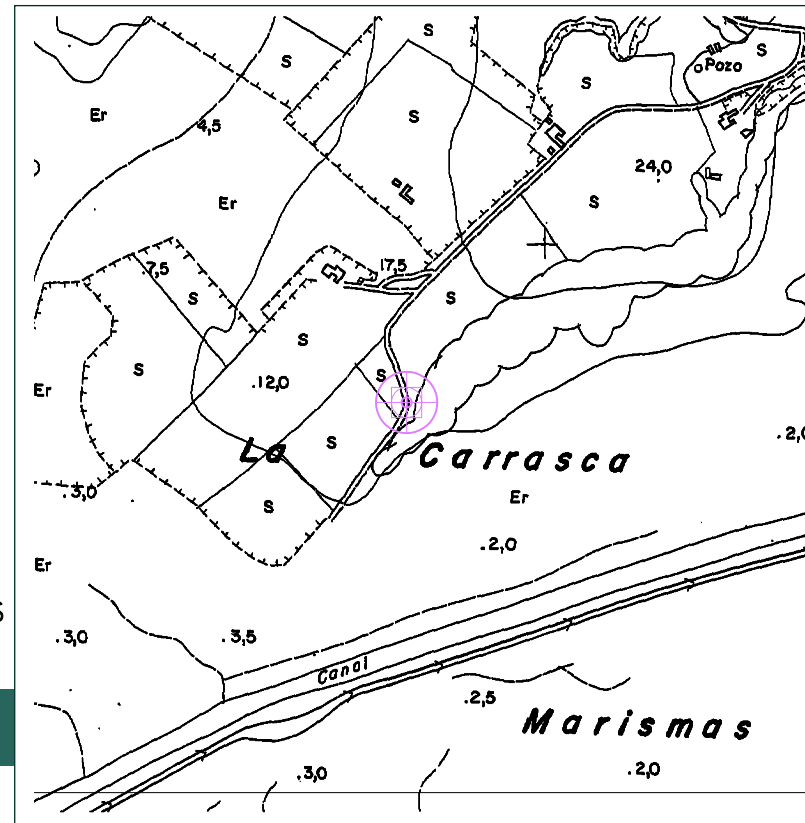 S
S
S
Pozo
Er
4,5
S
S
24,0
Er
S
17,5
.7,5
S
S
S
S
S
.12,0
Er
S
La Carrasca
.2,0
.3,0
Er
S
.2,0
Er
.3,0
.3,5
Canal
.2,5
Marismas
.3,0
.2,0